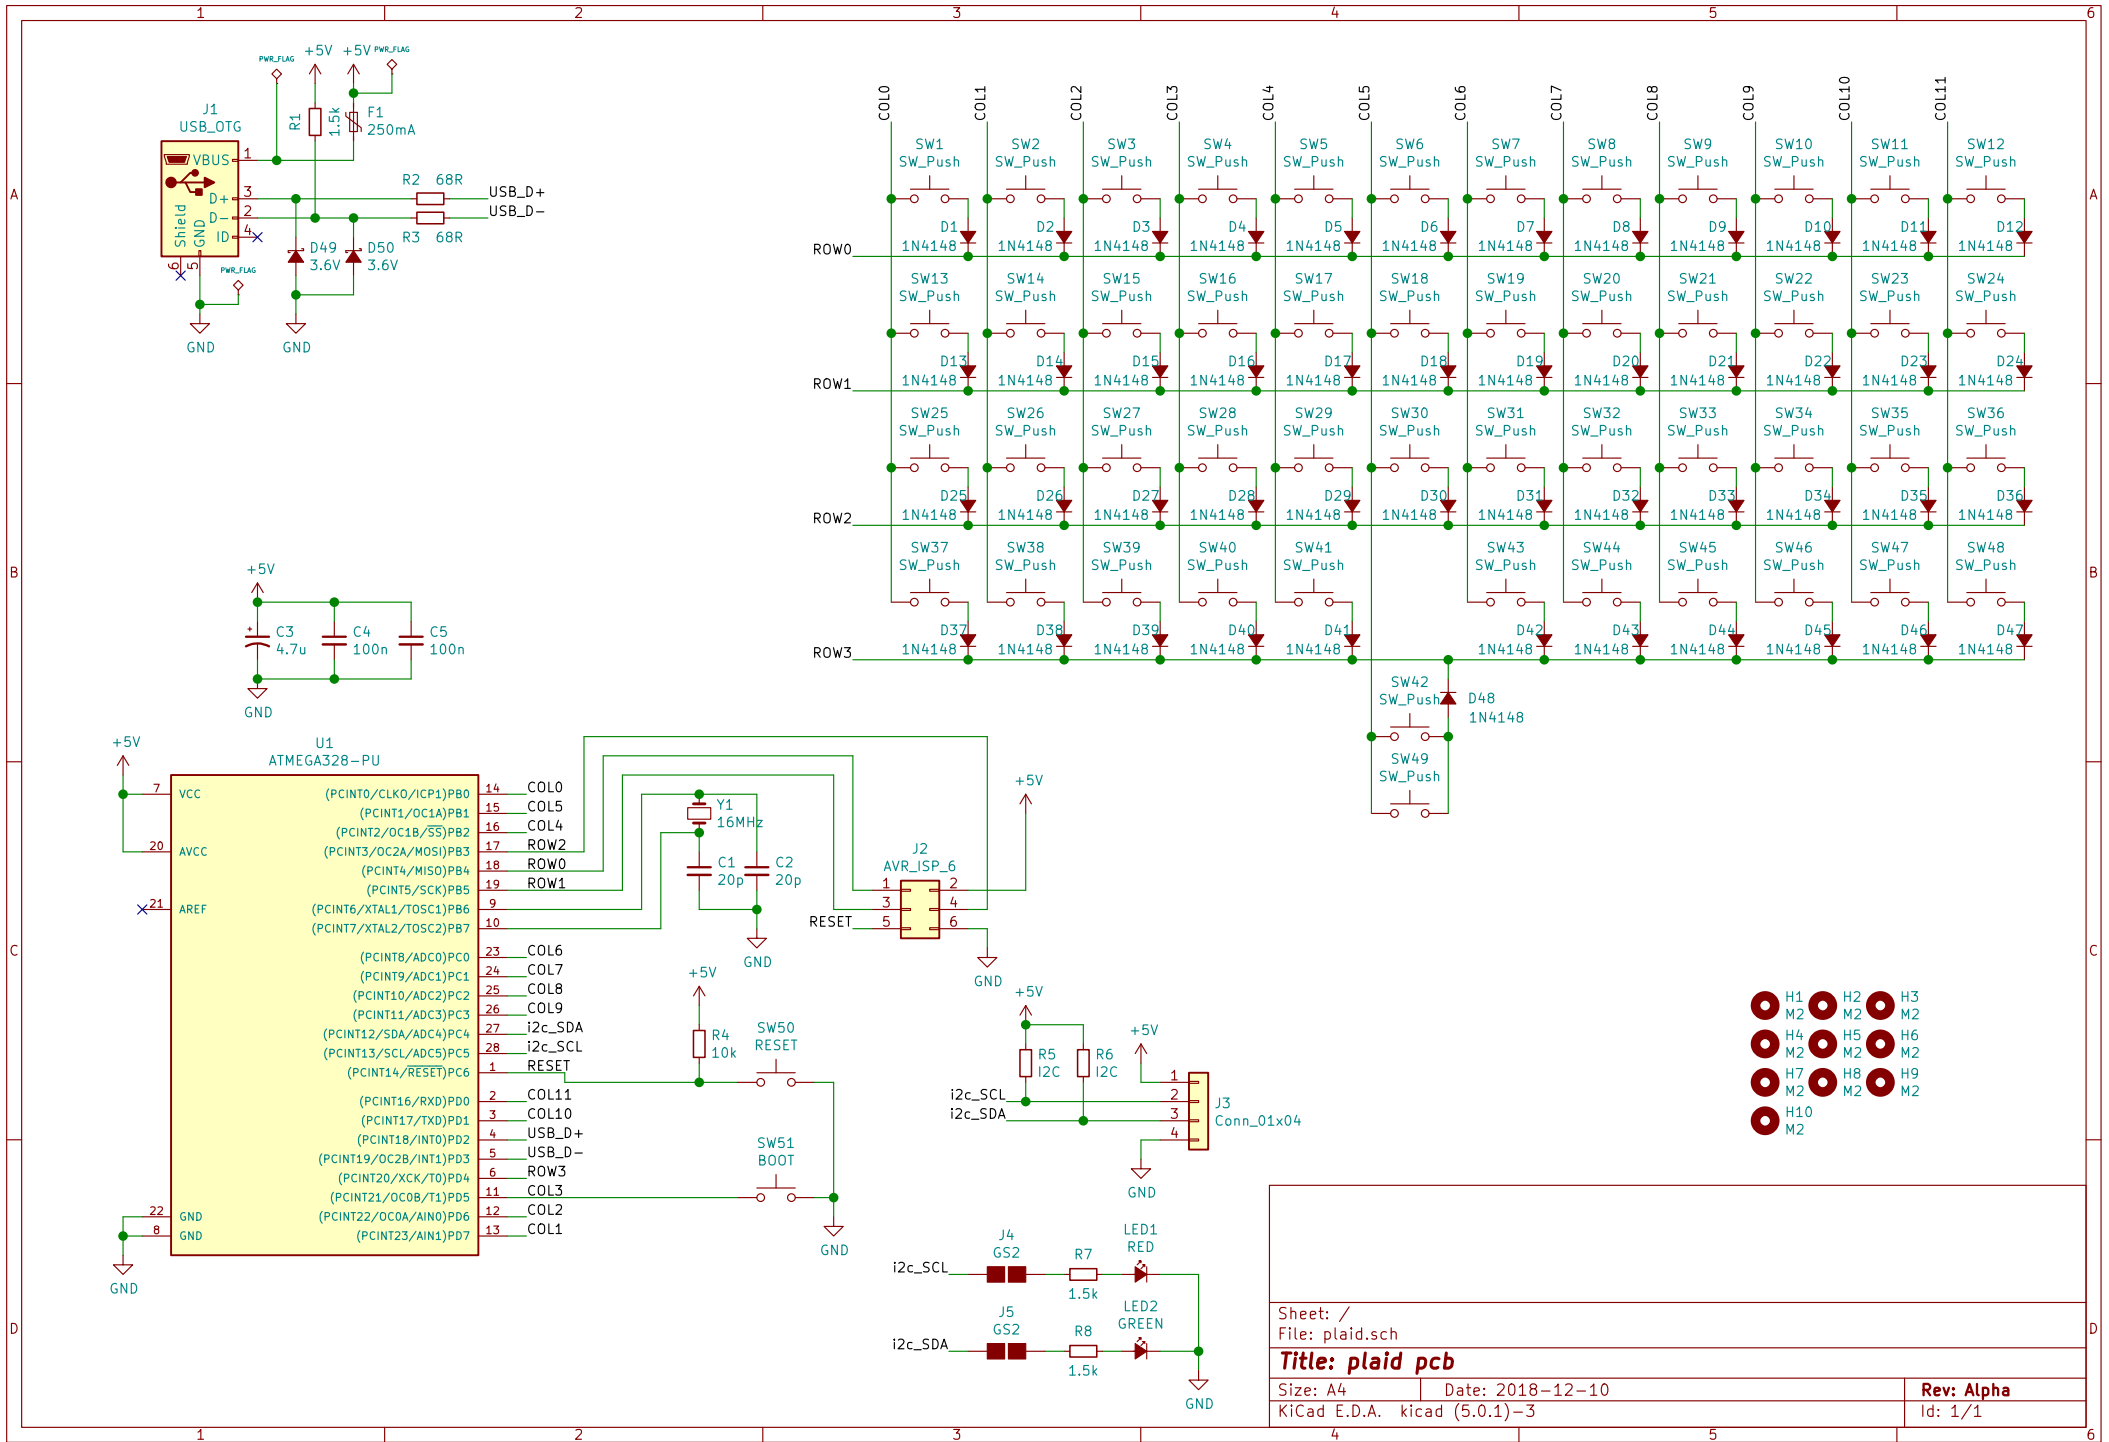 1 2 3 4 5 6
A
B
C
D
A
B
C
D
1 2 3 4 5 6
PWR_FLAG
+5V
+5V
PWR_FLAG
J1
USB_OTG
R1
1.5k
F1
250mA
VBUS 1
D+ 3
D- 2
ID 4
Shield
GND
6
5
R2 68R
USB_D+
USB_D-
R3 68R
D49
3.6V
D50
3.6V
PWR_FLAG
GND
GND
COL0 COL1 COL2 COL3 COL4 COL5 COL6 COL7 COL8 COL9 COL10 COL11
SW1 SW2 SW3 SW4 SW5 SW6 SW7 SW8 SW9 SW10 SW11 SW12
SW_Push SW_Push SW_Push SW_Push SW_Push SW_Push SW_Push SW_Push SW_Push SW_Push SW_Push SW_Push
D1 D2 D3 D4 D5 D6 D7 D8 D9 D10 D11 D12
1N4148 1N4148 1N4148 1N4148 1N4148 1N4148 1N4148 1N4148 1N4148 1N4148 1N4148 1N4148
ROW0
SW13 SW14 SW15 SW16 SW17 SW18 SW19 SW20 SW21 SW22 SW23 SW24
SW_Push SW_Push SW_Push SW_Push SW_Push SW_Push SW_Push SW_Push SW_Push SW_Push SW_Push SW_Push
D13 D14 D15 D16 D17 D18 D19 D20 D21 D22 D23 D24
1N4148 1N4148 1N4148 1N4148 1N4148 1N4148 1N4148 1N4148 1N4148 1N4148 1N4148 1N4148
ROW1
SW25 SW26 SW27 SW28 SW29 SW30 SW31 SW32 SW33 SW34 SW35 SW36
SW_Push SW_Push SW_Push SW_Push SW_Push SW_Push SW_Push SW_Push SW_Push SW_Push SW_Push SW_Push
D25 D26 D27 D28 D29 D30 D31 D32 D33 D34 D35 D36
1N4148 1N4148 1N4148 1N4148 1N4148 1N4148 1N4148 1N4148 1N4148 1N4148 1N4148 1N4148
ROW2
SW37 SW38 SW39 SW40 SW41 SW43 SW44 SW45 SW46 SW47 SW48
SW_Push SW_Push SW_Push SW_Push SW_Push SW_Push SW_Push SW_Push SW_Push SW_Push SW_Push
D37 D38 D39 D40 D41 D42 D43 D44 D45 D46 D47
1N4148 1N4148 1N4148 1N4148 1N4148 1N4148 1N4148 1N4148 1N4148 1N4148 1N4148
ROW3
SW42
SW_Push
D48
1N4148
SW49
SW_Push
+5V
C3
4.7u
C4
100n
C5
100n
GND
+5V
U1
ATMEGA328-PU
7 VCC
20 AVCC
21 AREF
22 GND
8 GND
GND
(PCINT0/CLKO/ICP1)PB0 14 COL0
(PCINT1/OC1A)PB1 15 COL5
(PCINT2/OC1B/SS)PB2 16 COL4
(PCINT3/OC2A/MOSI)PB3 17 ROW2
(PCINT4/MISO)PB4 18 ROW0
(PCINT5/SCK)PB5 19 ROW1
(PCINT6/XTAL1/TOSC1)PB6 9
(PCINT7/XTAL2/TOSC2)PB7 10
(PCINT8/ADC0)PC0 23 COL6
(PCINT9/ADC1)PC1 24 COL7
(PCINT10/ADC2)PC2 25 COL8
(PCINT11/ADC3)PC3 26 COL9
(PCINT12/SDA/ADC4)PC4 27 i2c_SDA
(PCINT13/SCL/ADC5)PC5 28 i2c_SCL
(PCINT14/RESET)PC6 1 RESET
(PCINT16/RXD)PD0 2 COL11
(PCINT17/TXD)PD1 3 COL10
(PCINT18/INT0)PD2 4 USB_D+
(PCINT19/OC2B/INT1)PD3 5 USB_D-
(PCINT20/XCK/T0)PD4 6 ROW3
(PCINT21/OC0B/T1)PD5 11 COL3
(PCINT22/OC0A/AIN0)PD6 12 COL2
(PCINT23/AIN1)PD7 13 COL1
Y1
16MHz
C1
20p
C2
20p
GND
J2
AVR_ISP_6
1 2
3 4
5 6
RESET
+5V
GND
+5V
R4
10k
SW50
RESET
SW51
BOOT
GND
+5V
R5
I2C
R6
I2C
+5V
i2c_SCL
i2c_SDA
1
2
3
4
J3
Conn_01x04
GND
i2c_SCL
J4
GS2
R7
1.5k
LED1
RED
i2c_SDA
J5
GS2
R8
1.5k
LED2
GREEN
GND
H1
M2
H2
M2
H3
M2
H4
M2
H5
M2
H6
M2
H7
M2
H8
M2
H9
M2
H10
M2
Sheet: /
File: plaid.sch
Title: plaid pcb
Size: A4 Date: 2018-12-10 Rev: Alpha
KiCad E.D.A. kicad (5.0.1)-3 Id: 1/1